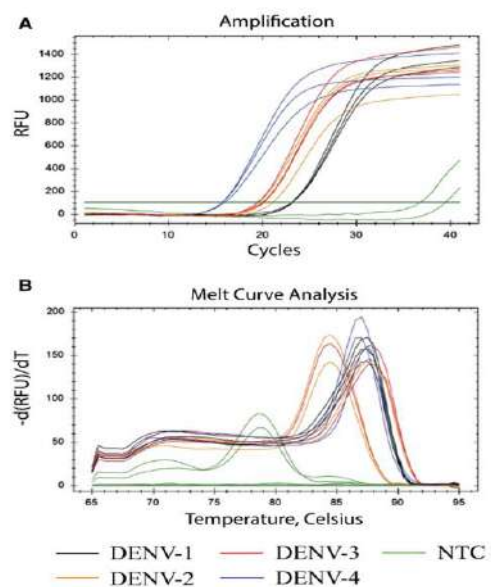 A
Amplification
1400
1200
1000
800
600
400
200
0
RFU
0 10 20 30 40
Cycles
B
Melt Curve Analysis
200
150
100
50
0
-d(RFU)/dT
65 70 75 80 85 90 95
Temperature, Celsius
DENV-1 DENV-3 NTC
DENV-2 DENV-4